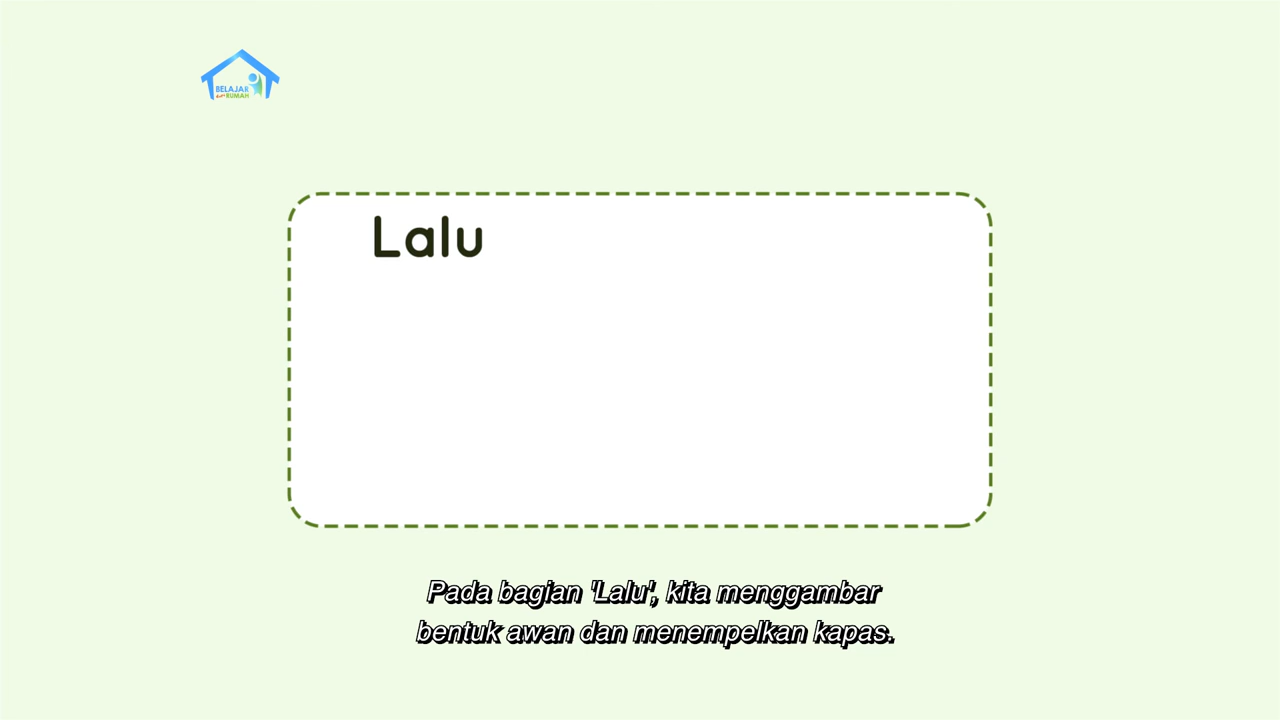 BELAJAR
RUMAH
Lalu
Pada bagian 'Lalu', kita menggambar
bentuk awan dan menempelkan kapas.